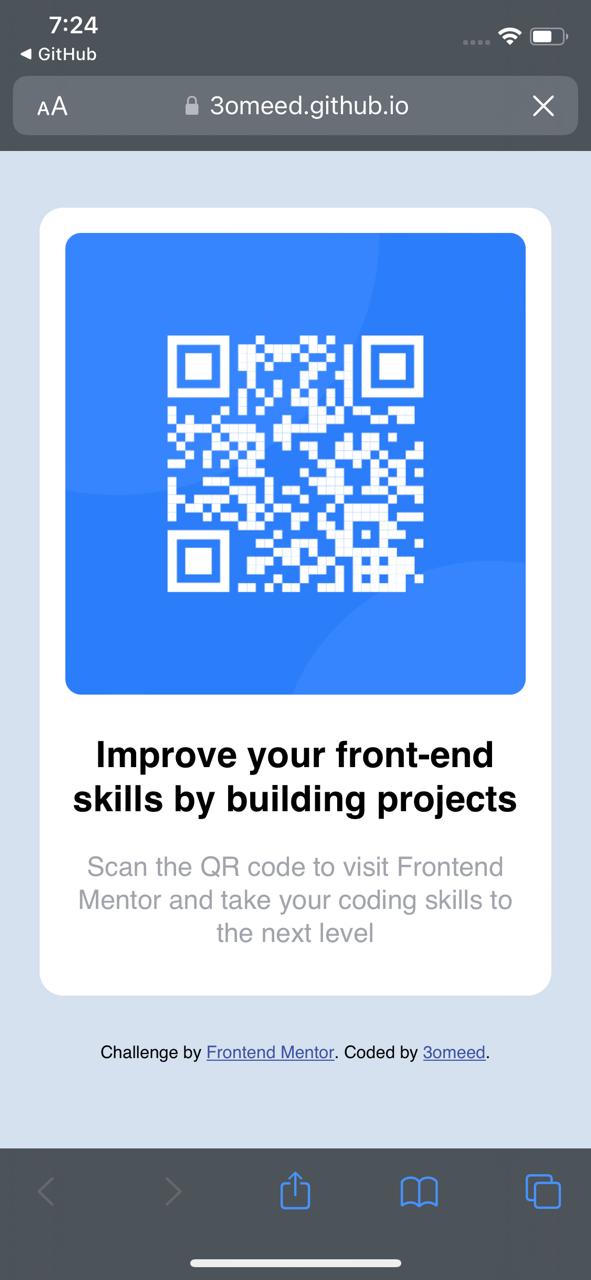 7:24
◀ GitHub
AA 3omeed.github.io
Improve your front-end
skills by building projects
Scan the QR code to visit Frontend
Mentor and take your coding skills to
the next level
Challenge by Frontend Mentor. Coded by 3omeed.